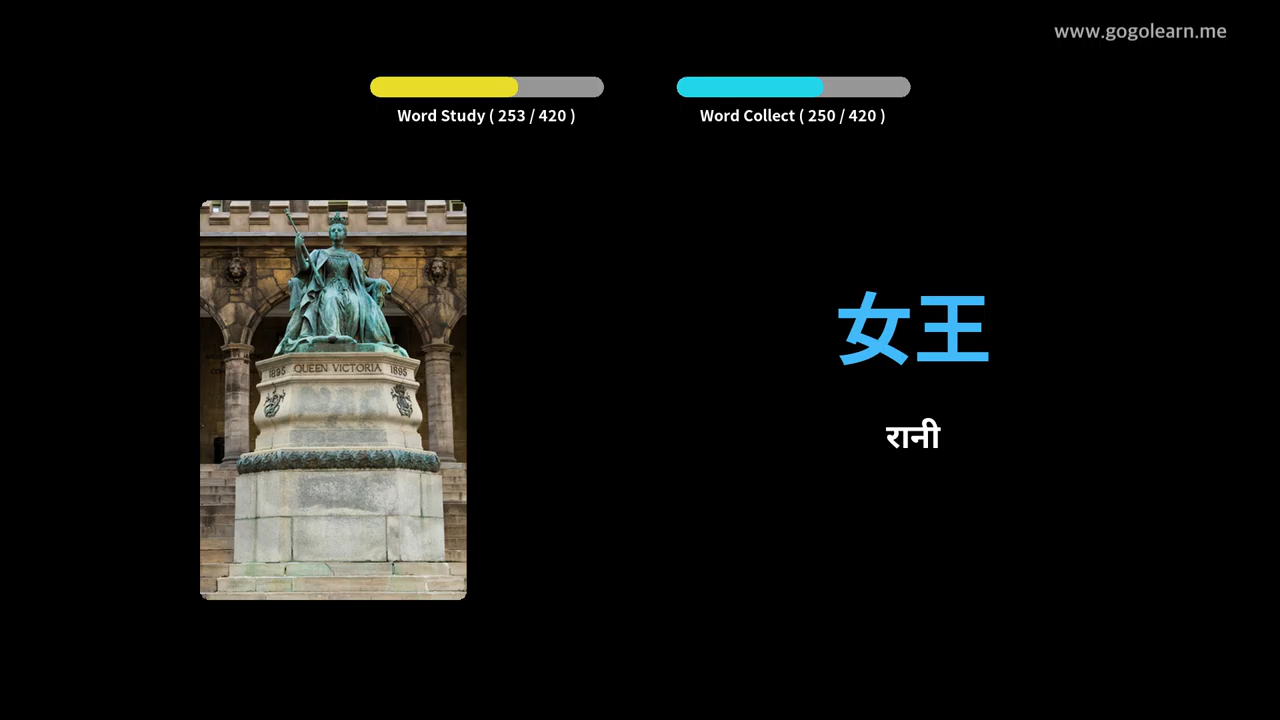 www.gogolearn.me
Word Study ( 253 / 420 )
Word Collect ( 250 / 420 )
1895 QUEEN VICTORIA 1895
女王
रानी